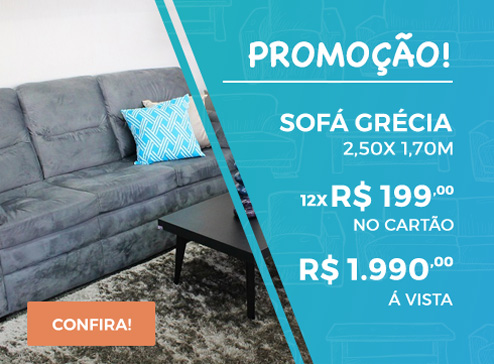 PROMOÇÃO!
SOFÁ GRÉCIA
2,50X 1,70M
12X R$ 199,00
NO CARTÃO
R$ 1.990,00
Á VISTA
CONFIRA!